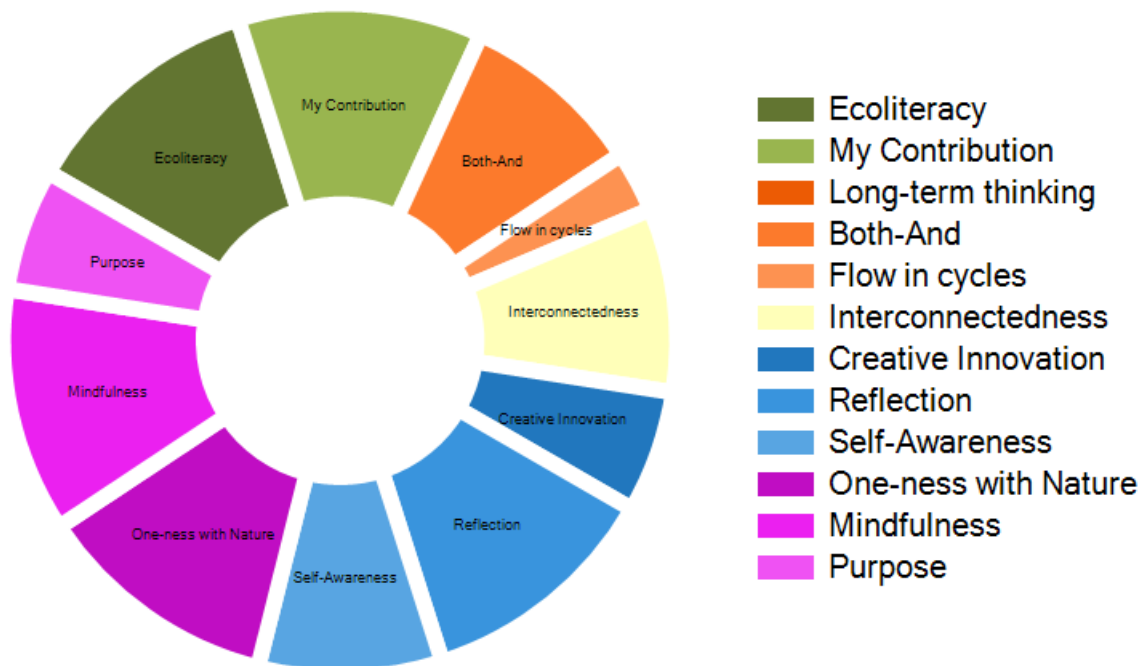 My Contribution
Ecoliteracy
Both-And
Flow in cycles
Purpose
Interconnectedness
Mindfulness
Creative Innovation
One-ness with Nature
Reflection
Self-Awareness
Ecoliteracy
My Contribution
Long-term thinking
Both-And
Flow in cycles
Interconnectedness
Creative Innovation
Reflection
Self-Awareness
One-ness with Nature
Mindfulness
Purpose